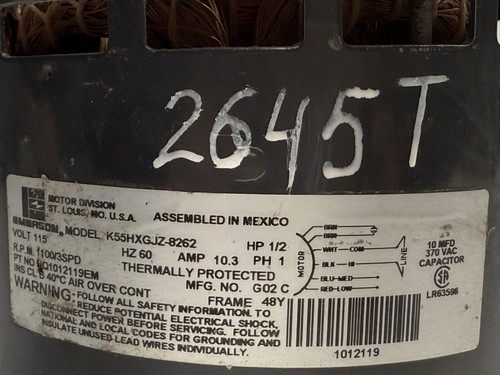 2645T
MOTOR DIVISION
ST. LOUIS, MO. U.S.A.
EMERSON
ASSEMBLED IN MEXICO
MODEL K55HXGJZ-8262
VOLT 115 HZ 60 AMP 10.3 HP 1/2 PH 1
R.P.M. 1100/3SPD THERMALLY PROTECTED
1012119EM MFG. NO. G02 C
INS CL B 40°C AIR OVER CONT FRAME 48Y
WARNING: FOLLOW ALL SAFETY INFORMATION. TO
REDUCE POTENTIAL ELECTRICAL SHOCK,
DISCONNECT POWER BEFORE SERVICING. FOLLOW
NATIONAL AND LOCAL CODES FOR GROUNDING AND
INSULATE UNUSED LEAD WIRES INDIVIDUALLY.
MOTOR
BRN
BRN
WHT-COM
BLK-HI
BLU-MED
RED-LOW
LINE
10 MFD
370 VAC
CAPACITOR
LR63596
1012119